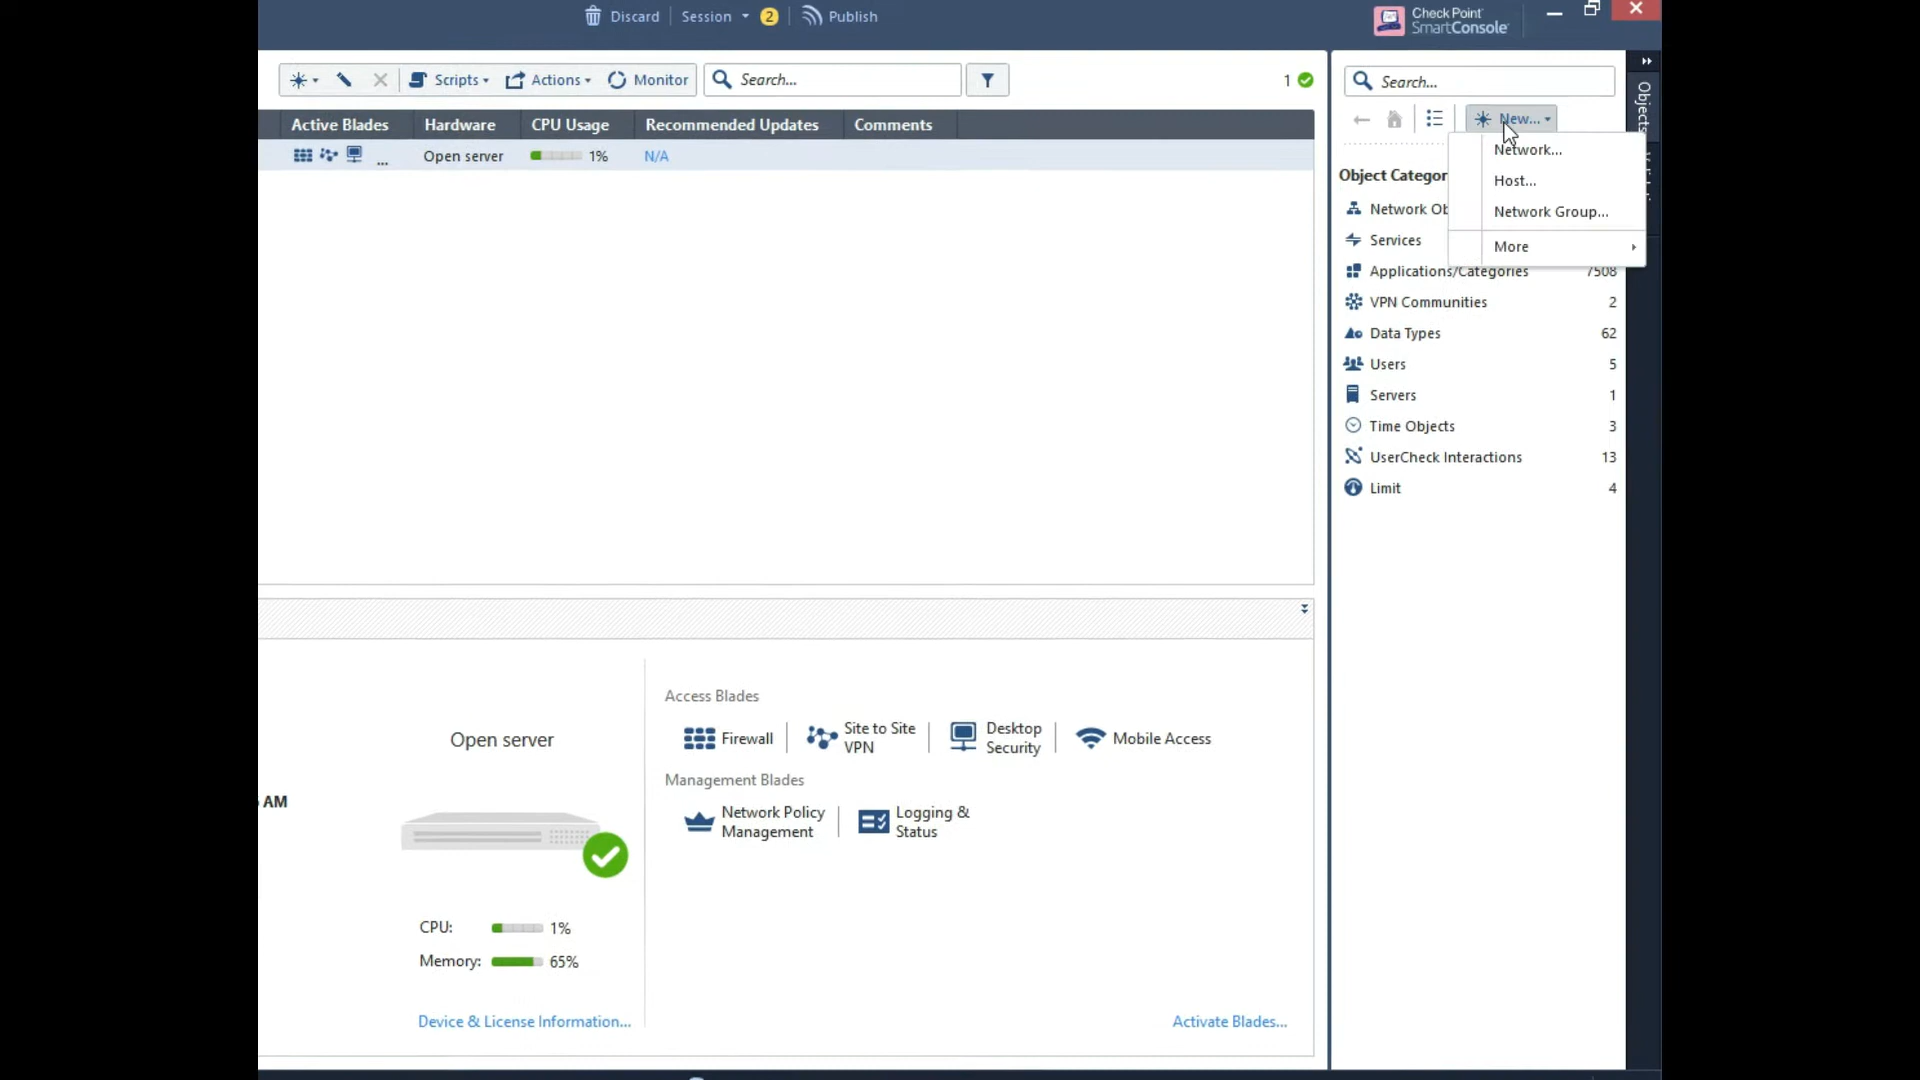 Discard
Session
2
Publish
Check Point
SmartConsole
Scripts
Actions
Monitor
Search...
1
Active Blades
Hardware
CPU Usage
Recommended Updates
Comments
...
Open server
1%
N/A
Search...
New...
Network...
Host...
Network Group...
More
Objects
Object Categor
Network Ob
Services
Applications/Categories
7508
VPN Communities
2
Data Types
62
Users
5
Servers
1
Time Objects
3
UserCheck Interactions
13
Limit
4
AM
Open server
CPU:
1%
Memory:
65%
Device & License Information...
Access Blades
Firewall
Site to Site
VPN
Desktop
Security
Mobile Access
Management Blades
Network Policy
Management
Logging &
Status
Activate Blades...